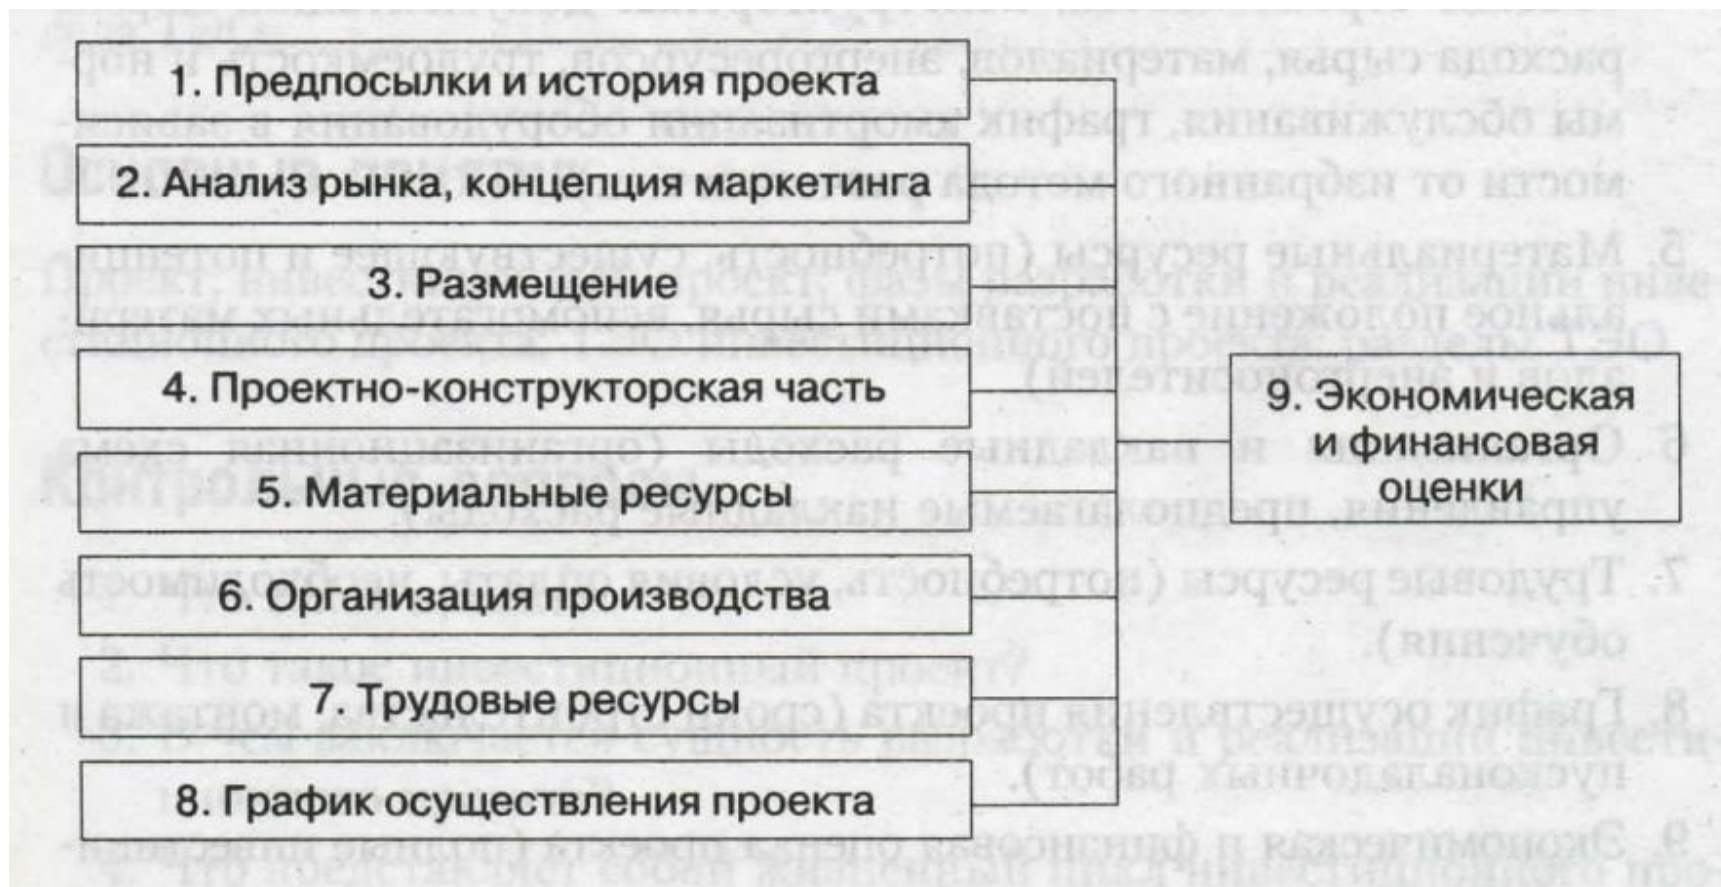 1. Предпосылки и история проекта
2. Анализ рынка, концепция маркетинга
3. Размещение
4. Проектно-конструкторская часть
5. Материальные ресурсы
6. Организация производства
7. Трудовые ресурсы
8. График осуществления проекта
9. Экономическая
и финансовая
оценки